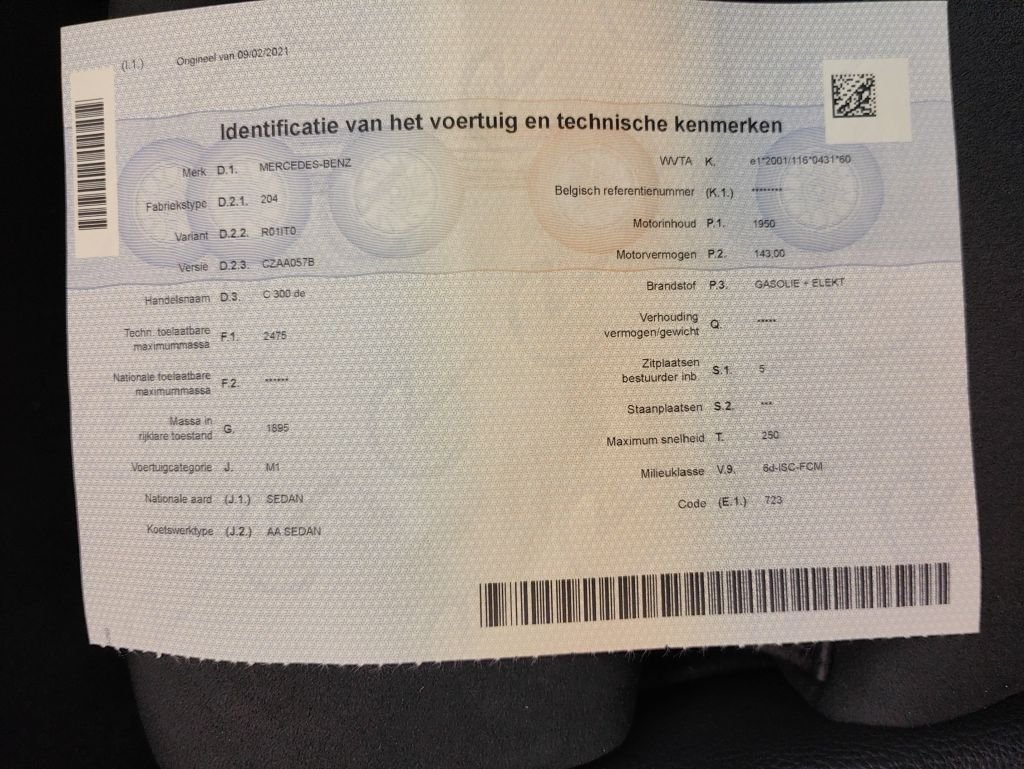 (I.1.) Origineel van 09/02/2021
Identificatie van het voertuig en technische kenmerken
Merk D.1. MERCEDES-BENZ
Fabriekstype D.2.1. 204
Variant D.2.2. R01IT0
Versie D.2.3. CZAA057B
Handelsnaam D.3. C 300 de
Techn. toelaatbare
maximummassa F.1. 2475
Nationale toelaatbare
maximummassa F.2. ******
Massa in
rijklare toestand G. 1895
Voertuigcategorie J. M1
Nationale aard (J.1.) SEDAN
Koetswerktype (J.2.) AA SEDAN
WVTA K. e1*2001/116*0431*60
Belgisch referentienummer (K.1.) ********
Motorinhoud P.1. 1950
Motorvermogen P.2. 143,00
Brandstof P.3. GASOLIE + ELEKT
Verhouding
vermogen/gewicht Q. *****
Zitplaatsen
bestuurder inb. S.1. 5
Staanplaatsen S.2. ***
Maximum snelheid T. 250
Milieuklasse V.9. 6d-ISC-FCM
Code (E.1.) 723